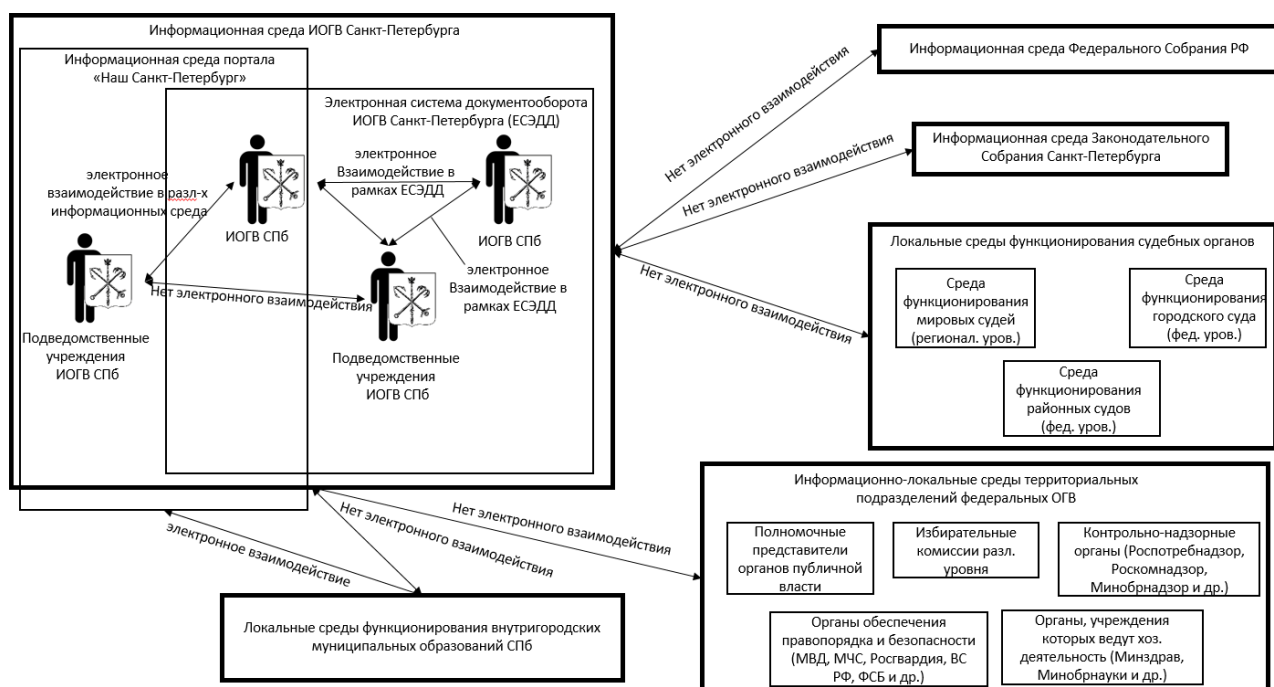 Информационная среда ИОГВ Санкт-Петербурга
Информационная среда портала
«Наш Санкт-Петербург»
Электронная система документооборота
ИОГВ Санкт-Петербурга (ЕСЭДД)
электронное
взаимодействие в разл-х
информационных среда
электронное
Взаимодействие в
рамках ЕСЭДД
ИОГВ СПб
ИОГВ СПб
электронное
Взаимодействие в
рамках ЕСЭДД
Нет электронного взаимодействия
Подведомственные
учреждения
ИОГВ СПб
Подведомственные
учреждения
ИОГВ СПб
Нет электронного взаимодействия
Информационная среда Федерального Собрания РФ
Нет электронного взаимодействия
Информационная среда Законодательного
Собрания Санкт-Петербурга
Нет электронного взаимодействия
Локальные среды функционирования судебных органов
Среда
функционирования
мировых судей
(регионал. уров.)
Среда
функционирования
городского суда
(фед. уров.)
Среда
функционирования
районных судов
(фед. уров.)
электронное взаимодействие
Нет электронного взаимодействия
Нет электронного взаимодействия
Локальные среды функционирования внутригородских
муниципальных образований СПб
Информационно-локальные среды территориальных
подразделений федеральных ОГВ
Полномочные
представители
органов публичной
власти
Избирательные
комиссии разл.
уровня
Контрольно-надзорные
органы (Роспотребнадзор,
Роскомнадзор,
Минобрнадзор и др.)
Органы обеспечения
правопорядка и безопасности
(МВД, МЧС, Росгвардия, ВС
РФ, ФСБ и др.)
Органы, учреждения
которых ведут хоз.
деятельность (Минздрав,
Минобрнауки и др.)